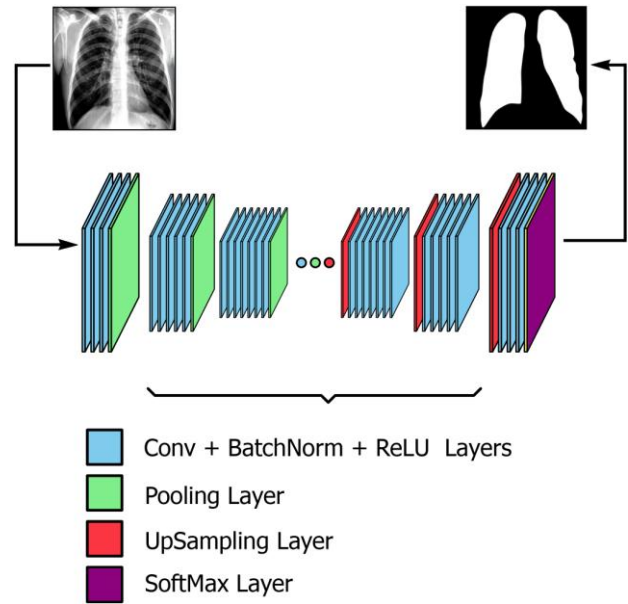 Conv + BatchNorm + ReLU Layers
Pooling Layer
UpSampling Layer
SoftMax Layer